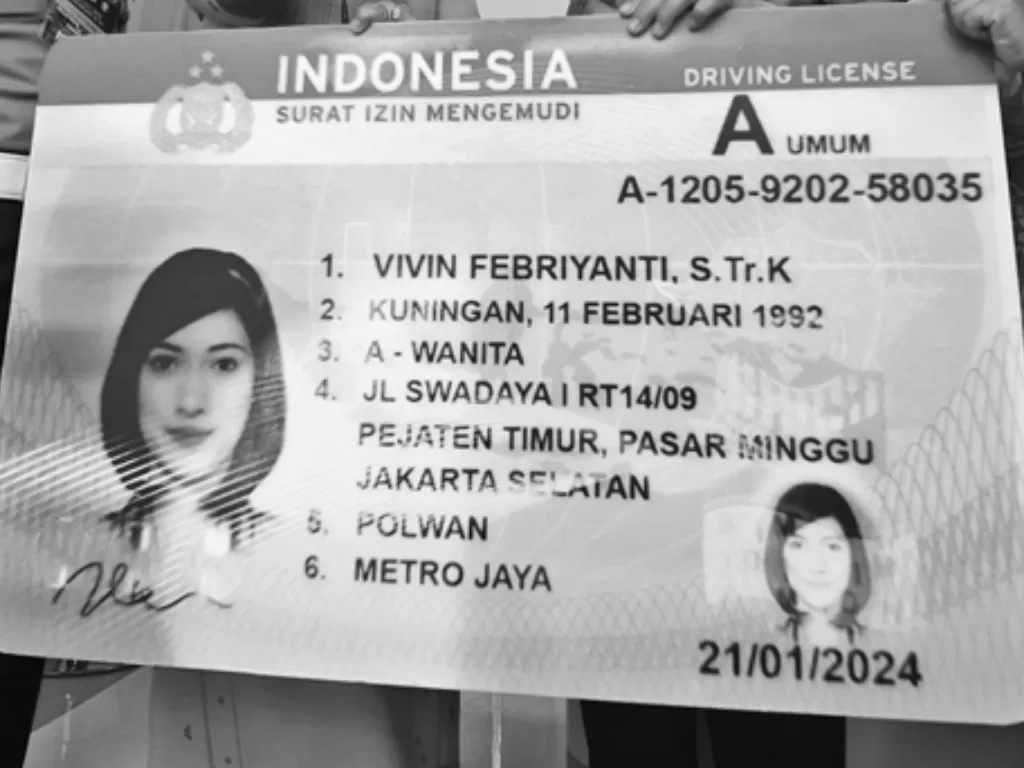 INDONESIA
SURAT IZIN MENGEMUDI
DRIVING LICENSE
A UMUM
A-1205-9202-58035
1. VIVIN FEBRIYANTI, S.Tr.K
2. KUNINGAN, 11 FEBRUARI 1992
3. A - WANITA
4. JL SWADAYA I RT14/09
PEJATEN TIMUR, PASAR MINGGU
JAKARTA SELATAN
5. POLWAN
6. METRO JAYA
21/01/2024